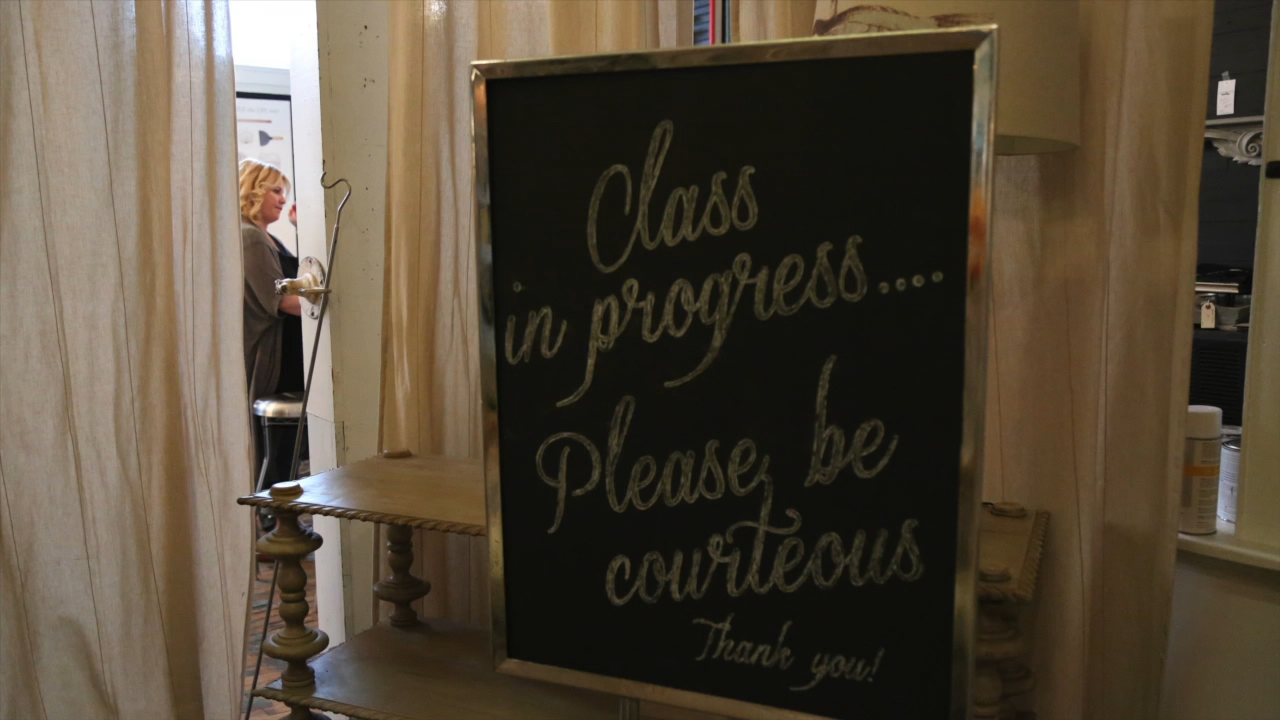 Class
in progress....
Please, be
courteous
Thank you!